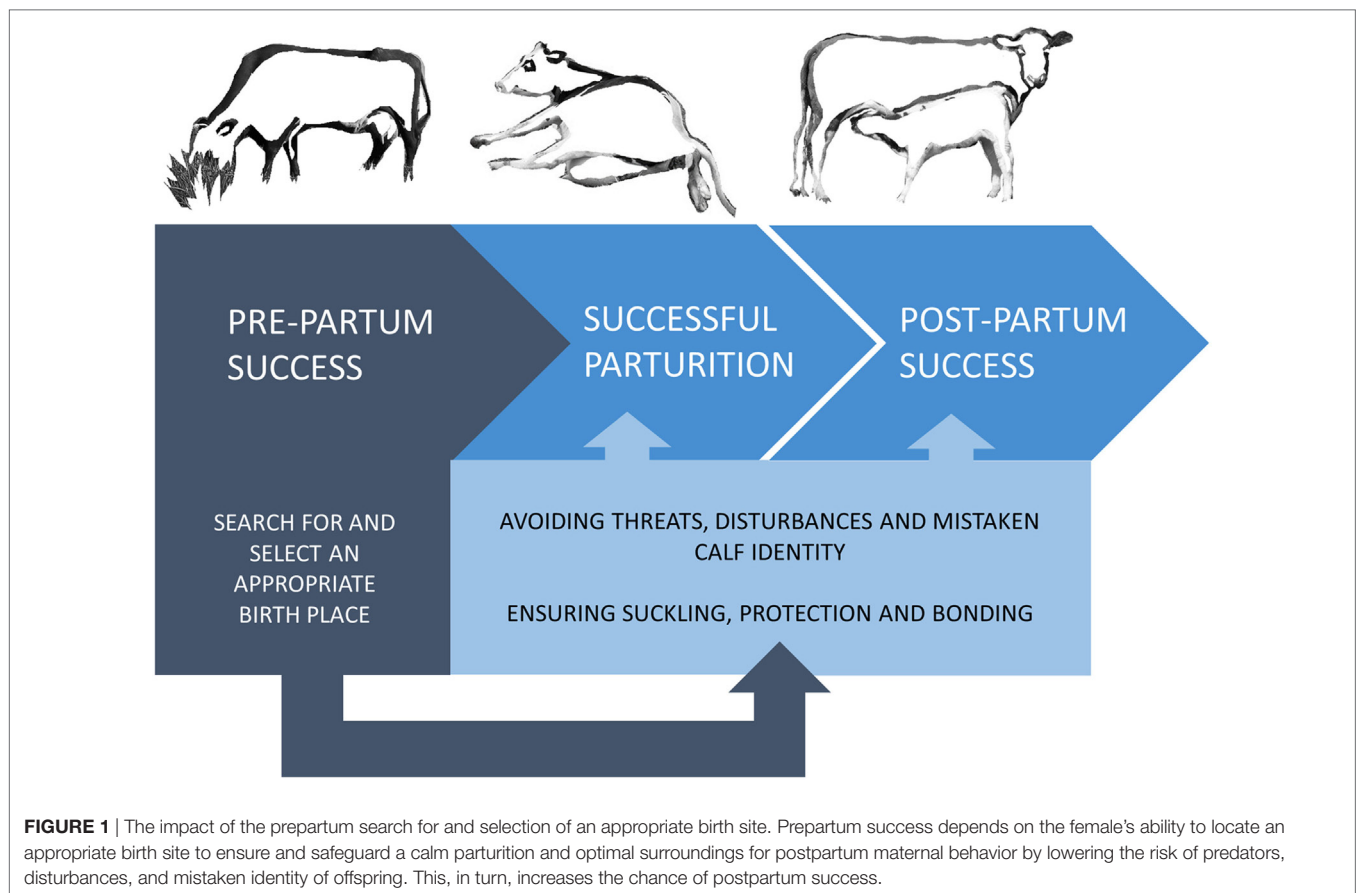 PRE-PARTUM
SUCCESS
SUCCESSFUL
PARTURITION
POST-PARTUM
SUCCESS
SEARCH FOR AND
SELECT AN
APPROPRIATE
BIRTH PLACE
AVOIDING THREATS, DISTURBANCES AND MISTAKEN
CALF IDENTITY
ENSURING SUCKLING, PROTECTION AND BONDING
FIGURE 1 | The impact of the prepartum search for and selection of an appropriate birth site. Prepartum success depends on the female's ability to locate an
appropriate birth site to ensure and safeguard a calm parturition and optimal surroundings for postpartum maternal behavior by lowering the risk of predators,
disturbances, and mistaken identity of offspring. This, in turn, increases the chance of postpartum success.